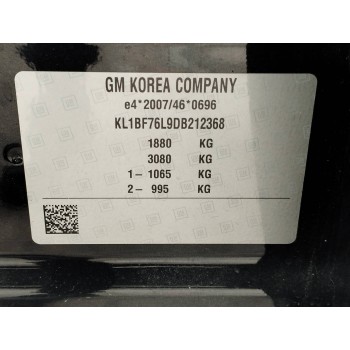 GM KOREA COMPANY
e4*2007/46*0696
KL1BF76L9DB212368
1880 KG
3080 KG
1- 1065 KG
2- 995 KG